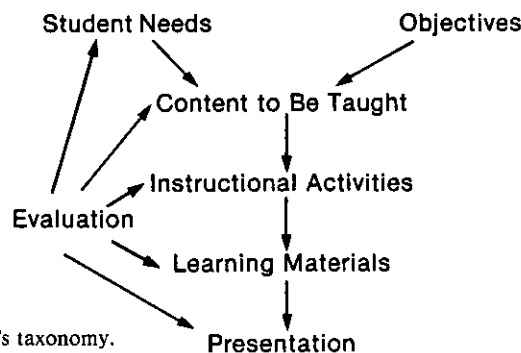 Student Needs Objectives
Content to Be Taught
Instructional Activities
Evaluation
Learning Materials
's taxonomy.
Presentation